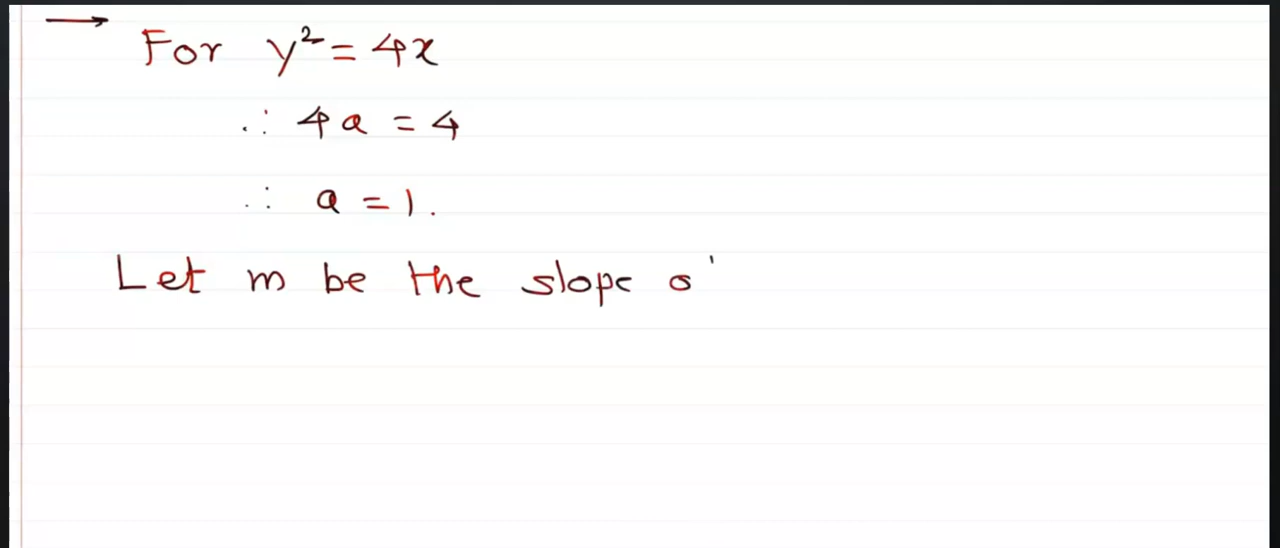 → For y² = 4x
∴ 4a = 4
∴ a = 1.
Let m be the slope